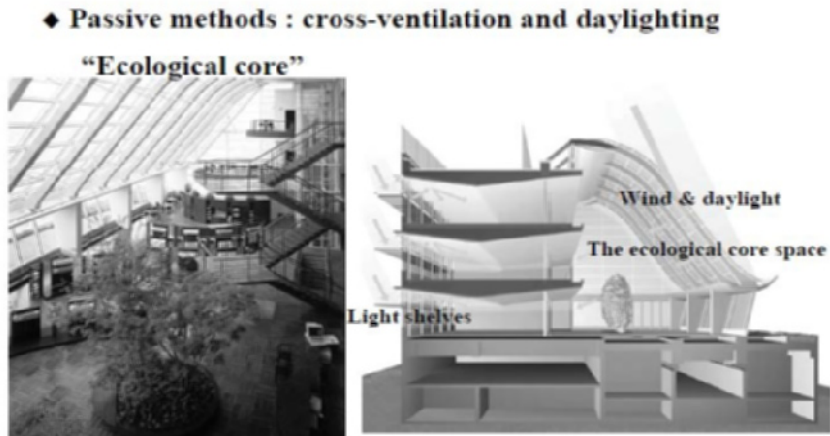 ◆ Passive methods : cross-ventilation and daylighting
“Ecological core”
Wind & daylight
The ecological core space
Light shelves